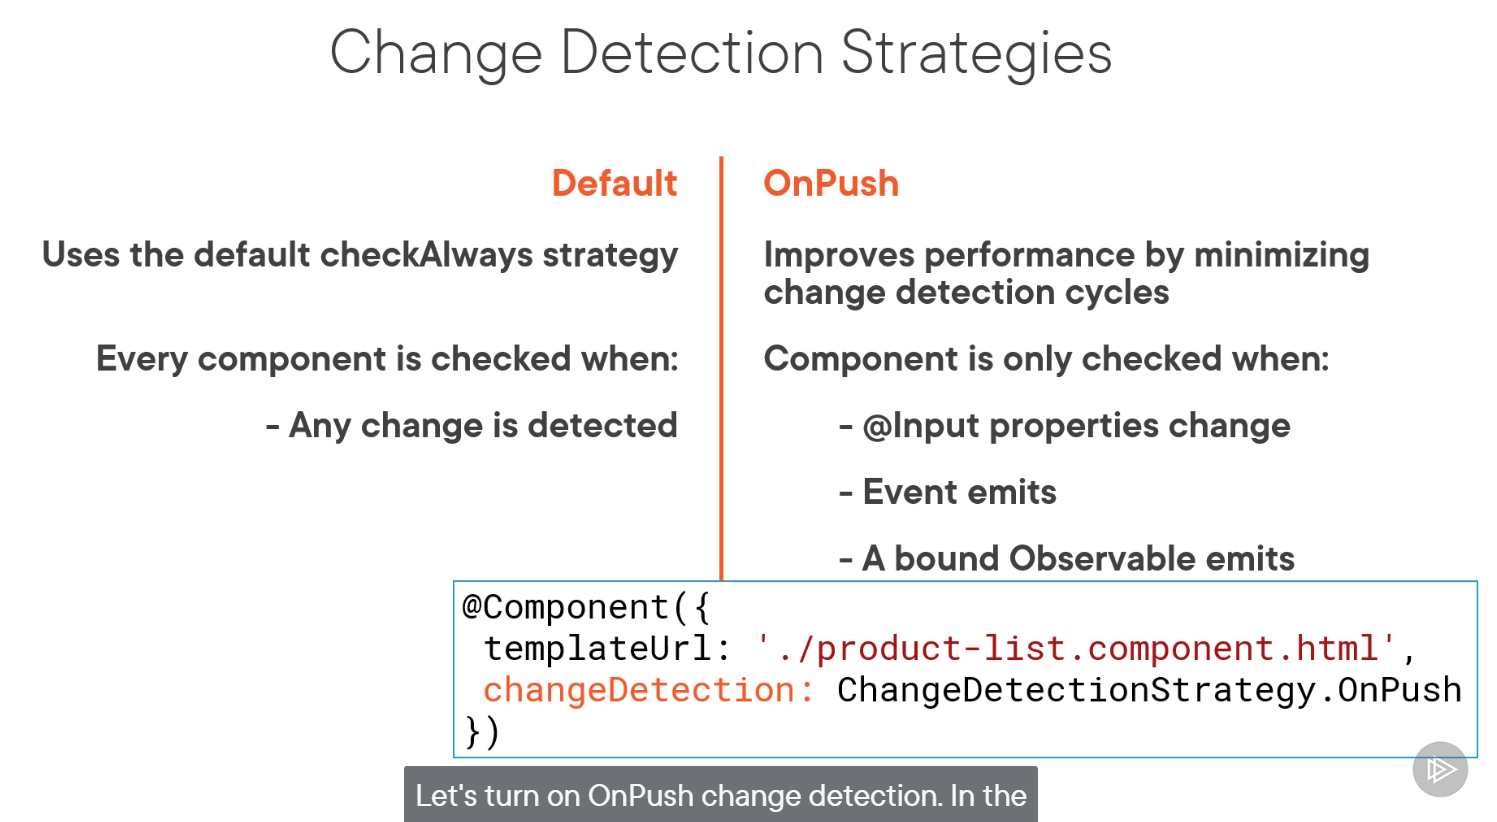 Change Detection Strategies
Default
Uses the default checkAlways strategy
Every component is checked when:
- Any change is detected
OnPush
Improves performance by minimizing
change detection cycles
Component is only checked when:
- @Input properties change
- Event emits
- A bound Observable emits
@Component({
templateUrl: './product-list.component.html',
changeDetection: ChangeDetectionStrategy.OnPush
})
Let's turn on OnPush change detection. In the